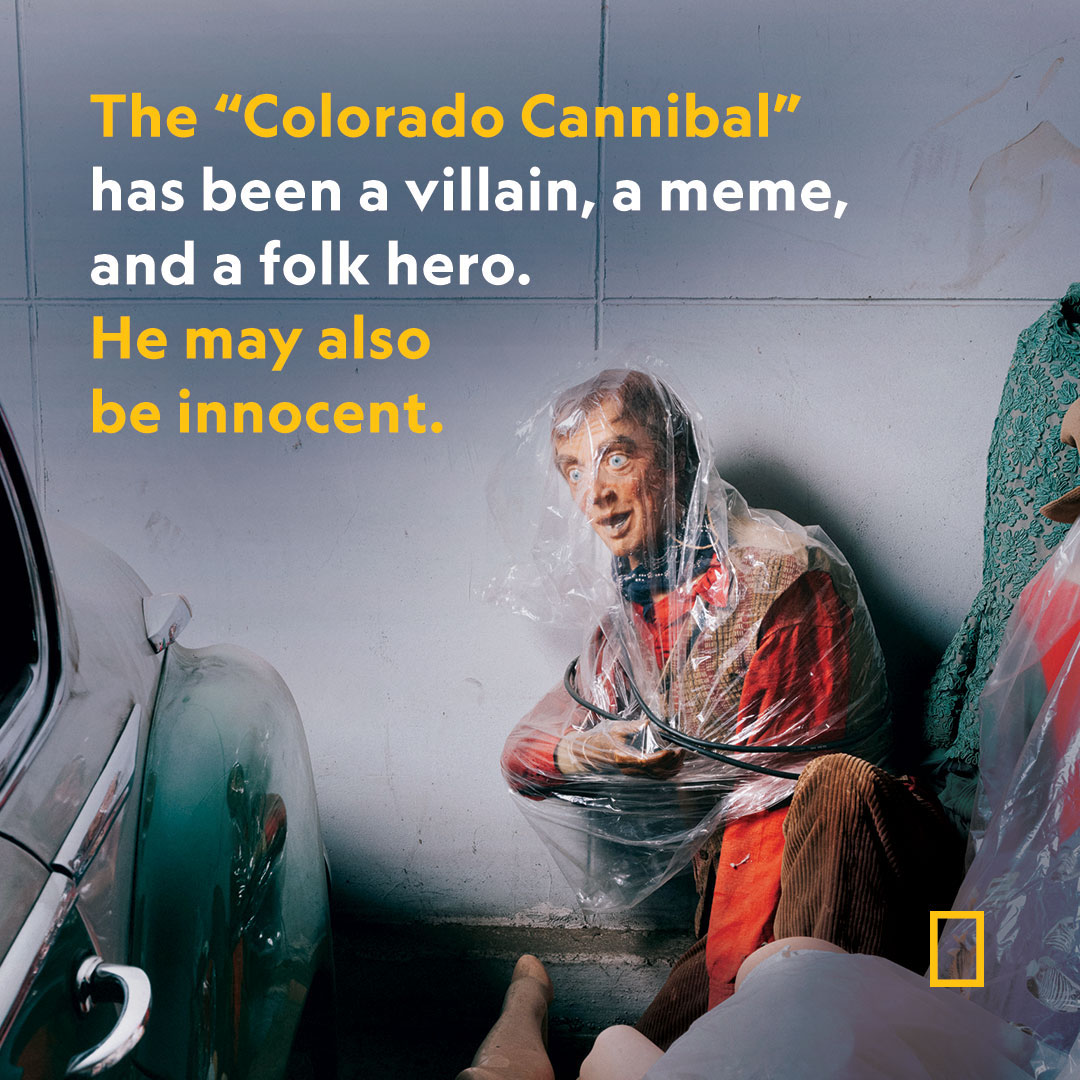 The “Colorado Cannibal”
has been a villain, a meme,
and a folk hero.
He may also
be innocent.